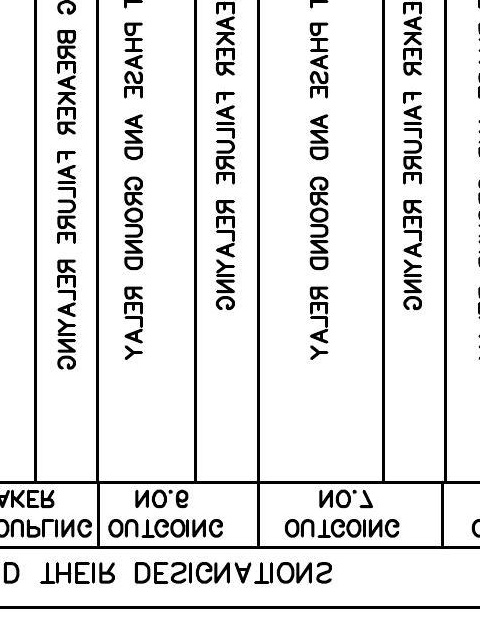 D THEIR DESIGNATIONS
OUPLING
AKER
OUTGOING
NO.6
OUTGOING
NO.7
G BREAKER FAILURE RELAYING
PHASE AND GROUND RELAY
EAKER FAILURE RELAYING
PHASE AND GROUND RELAY
EAKER FAILURE RELAYING